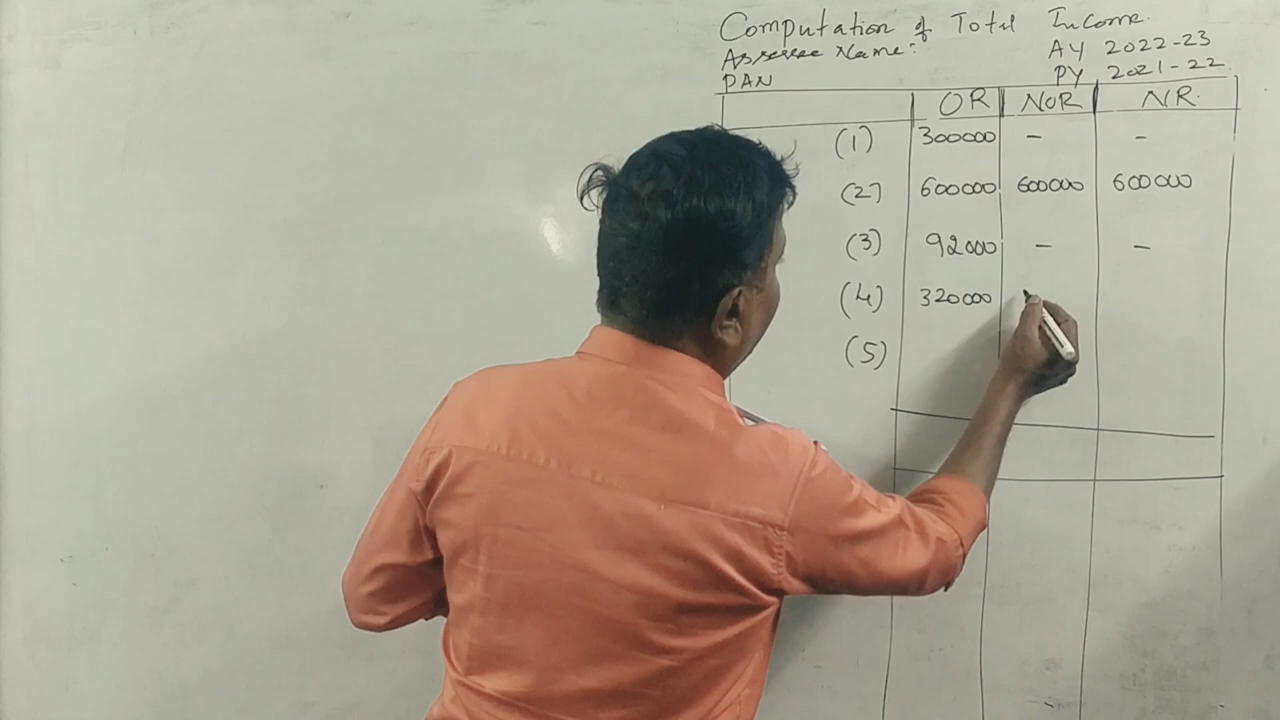 Computation of Total Income.
Assessee Name: AY 2022-23
PAN PY 2021-22
OR NOR NR.
(1) 300000 - -
(2) 600000 600000 600000
(3) 92000 - -
(4) 320000
(5)